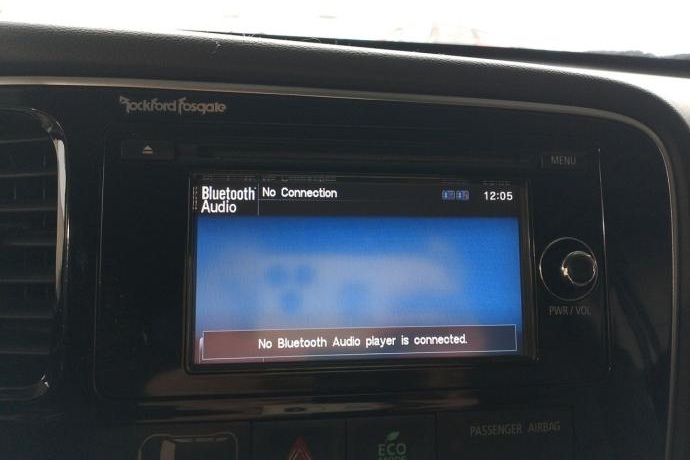 Rockford Fosgate
MENU
Bluetooth
Audio
No Connection
12:05
PWR / VOL
No Bluetooth Audio player is connected.
PASSENGER AIRBAG
ECO
MODE